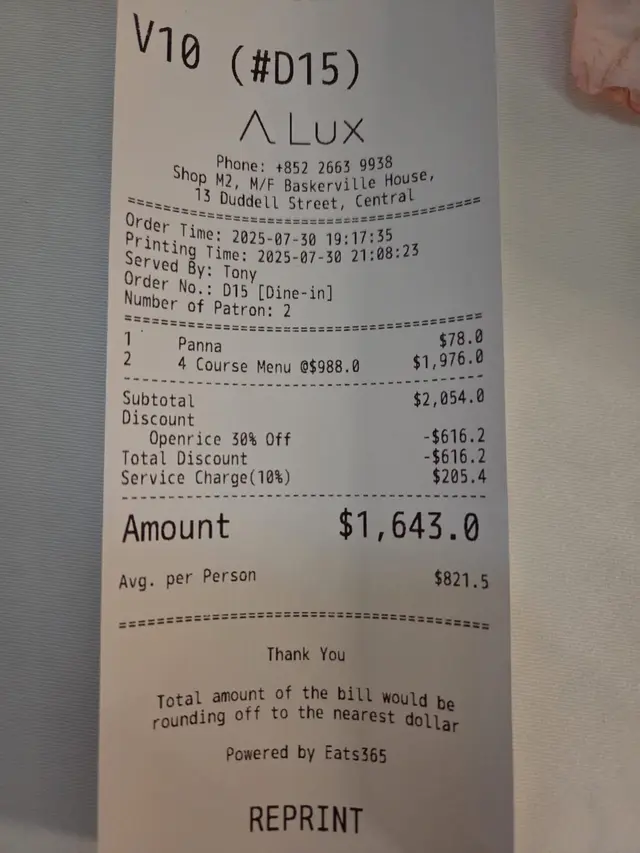 V10 (#D15)
Λ LUX
Phone: +852 2663 9938
Shop M2, M/F Baskerville House,
13 Duddell Street, Central
================================================
Order Time: 2025-07-30 19:17:35
Printing Time: 2025-07-30 21:08:23
Served By: Tony
Order No.: D15 [Dine-in]
Number of Patron: 2
================================================
1 Panna $78.0
2 4 Course Menu @$988.0 $1,976.0
------------------------------------------------
Subtotal $2,054.0
Discount
Openrice 30% Off -$616.2
Total Discount -$616.2
Service Charge(10%) $205.4
------------------------------------------------
Amount $1,643.0
Avg. per Person $821.5
================================================
Thank You
Total amount of the bill would be
rounding off to the nearest dollar
Powered by Eats365
REPRINT